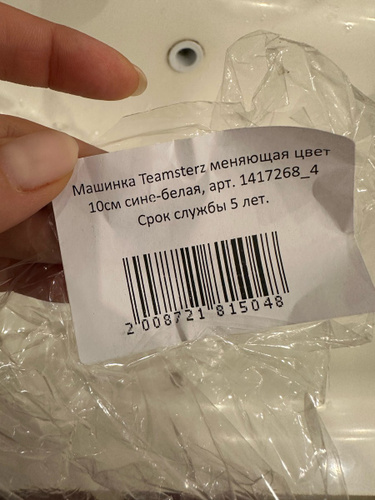 Машинка Teamsterz меняющая цвет
10см сине-белая, арт. 1417268_4
Срок службы 5 лет.
2 008721 815048